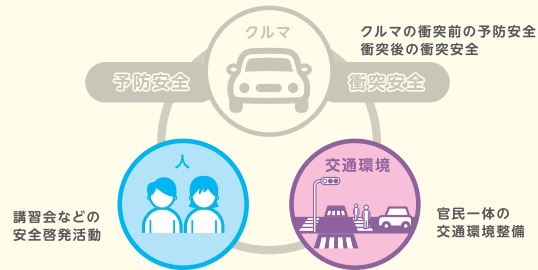 クルマ
クルマの衝突前の予防安全
衝突後の衝突安全
予防安全
衝突安全
人
交通環境
講習会などの
安全啓発活動
官民一体の
交通環境整備